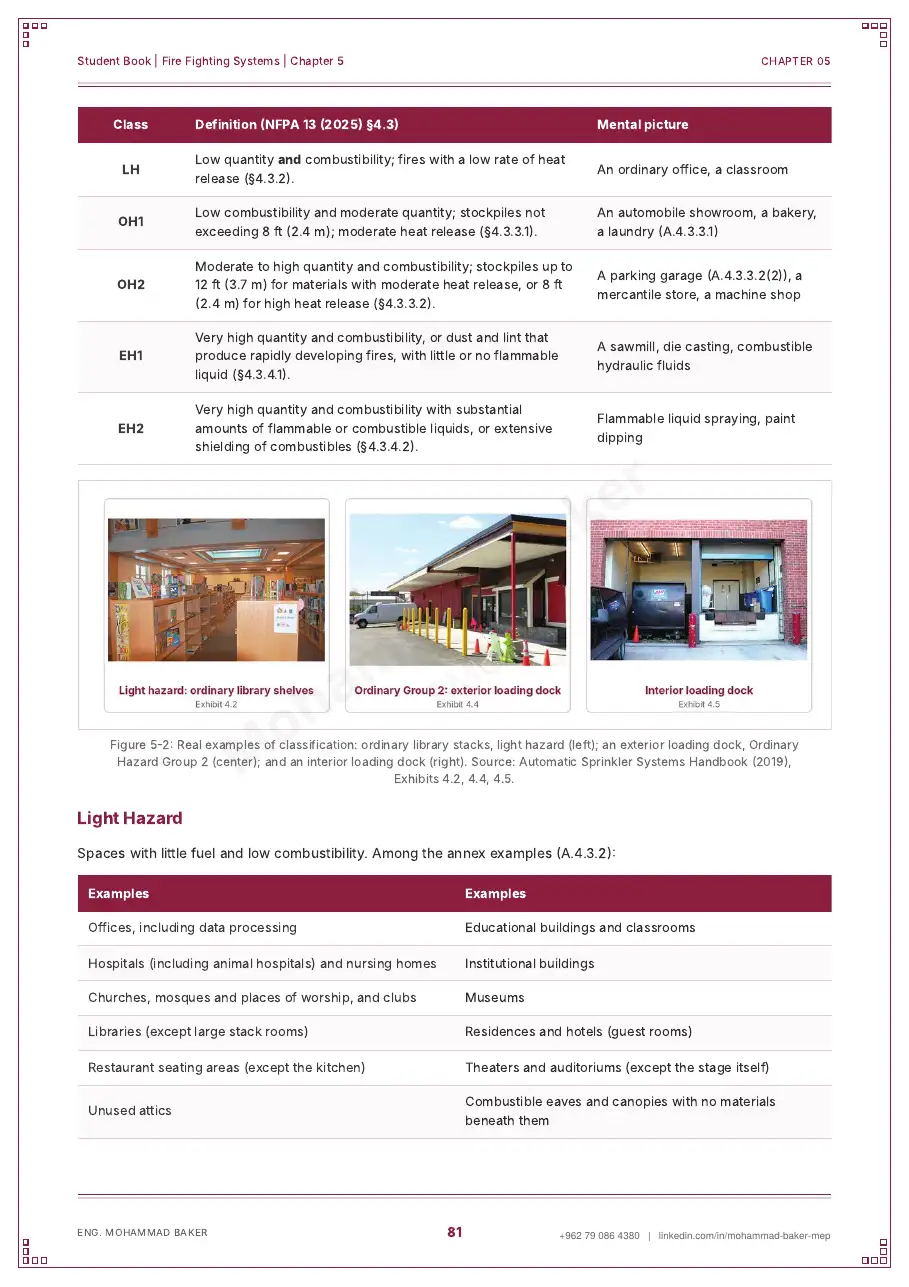 Student Book | Fire Fighting Systems | Chapter 5
CHAPTER 05
Class
Definition (NFPA 13 (2025) §4.3)
Mental picture
LH
Low quantity and combustibility; fires with a low rate of heat
release (§4.3.2).
An ordinary office, a classroom
OH1
Low combustibility and moderate quantity; stockpiles not
exceeding 8 ft (2.4 m); moderate heat release (§4.3.3.1).
An automobile showroom, a bakery,
a laundry (A.4.3.3.1)
OH2
Moderate to high quantity and combustibility; stockpiles up to
12 ft (3.7 m) for materials with moderate heat release, or 8 ft
(2.4 m) for high heat release (§4.3.3.2).
A parking garage (A.4.3.3.2(2)), a
mercantile store, a machine shop
EH1
Very high quantity and combustibility, or dust and lint that
produce rapidly developing fires, with little or no flammable
liquid (§4.3.4.1).
A sawmill, die casting, combustible
hydraulic fluids
EH2
Very high quantity and combustibility with substantial
amounts of flammable or combustible liquids, or extensive
shielding of combustibles (§4.3.4.2).
Flammable liquid spraying, paint
dipping
Light hazard: ordinary library shelves
Exhibit 4.2
Ordinary Group 2: exterior loading dock
Exhibit 4.4
Interior loading dock
Exhibit 4.5
Figure 5-2: Real examples of classification: ordinary library stacks, light hazard (left); an exterior loading dock, Ordinary
Hazard Group 2 (center); and an interior loading dock (right). Source: Automatic Sprinkler Systems Handbook (2019),
Exhibits 4.2, 4.4, 4.5.
Light Hazard
Spaces with little fuel and low combustibility. Among the annex examples (A.4.3.2):
Examples
Examples
Offices, including data processing
Educational buildings and classrooms
Hospitals (including animal hospitals) and nursing homes
Institutional buildings
Churches, mosques and places of worship, and clubs
Museums
Libraries (except large stack rooms)
Residences and hotels (guest rooms)
Restaurant seating areas (except the kitchen)
Theaters and auditoriums (except the stage itself)
Unused attics
Combustible eaves and canopies with no materials
beneath them
ENG. MOHAMMAD BAKER
81
+962 79 086 4380 | linkedin.com/in/mohammad-baker-mep